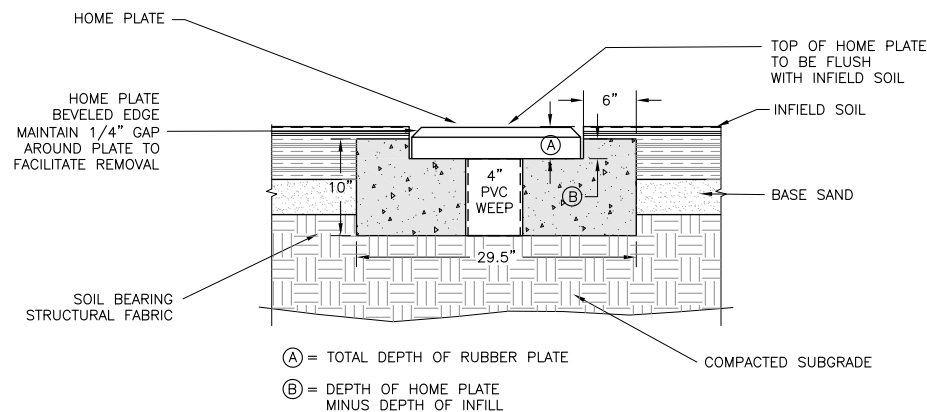 HOME PLATE
TOP OF HOME PLATE
TO BE FLUSH
WITH INFIELD SOIL
HOME PLATE
BEVELED EDGE
MAINTAIN 1/4" GAP
AROUND PLATE TO
FACILITATE REMOVAL
6"
INFIELD SOIL
A
10"
4"
PVC
WEEP
B
BASE SAND
29.5"
SOIL BEARING
STRUCTURAL FABRIC
COMPACTED SUBGRADE
A = TOTAL DEPTH OF RUBBER PLATE
B = DEPTH OF HOME PLATE
MINUS DEPTH OF INFILL